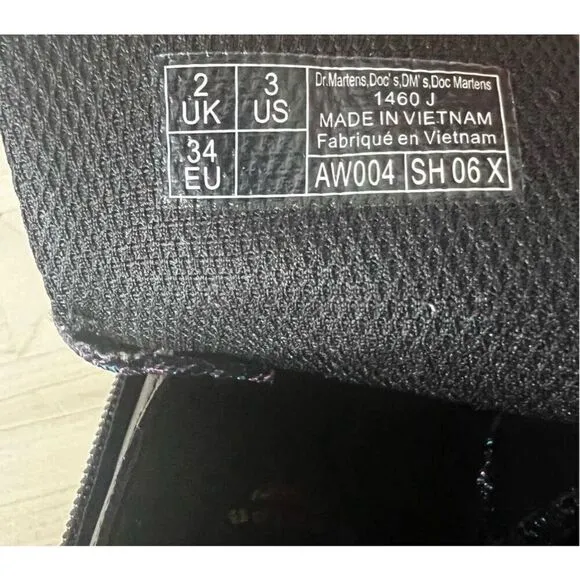 2 UK
3 US
34 EU
Dr.Martens,Doc's,DM's,Doc Martens
1460 J
MADE IN VIETNAM
Fabriqué en Vietnam
AW004
SH 06 X